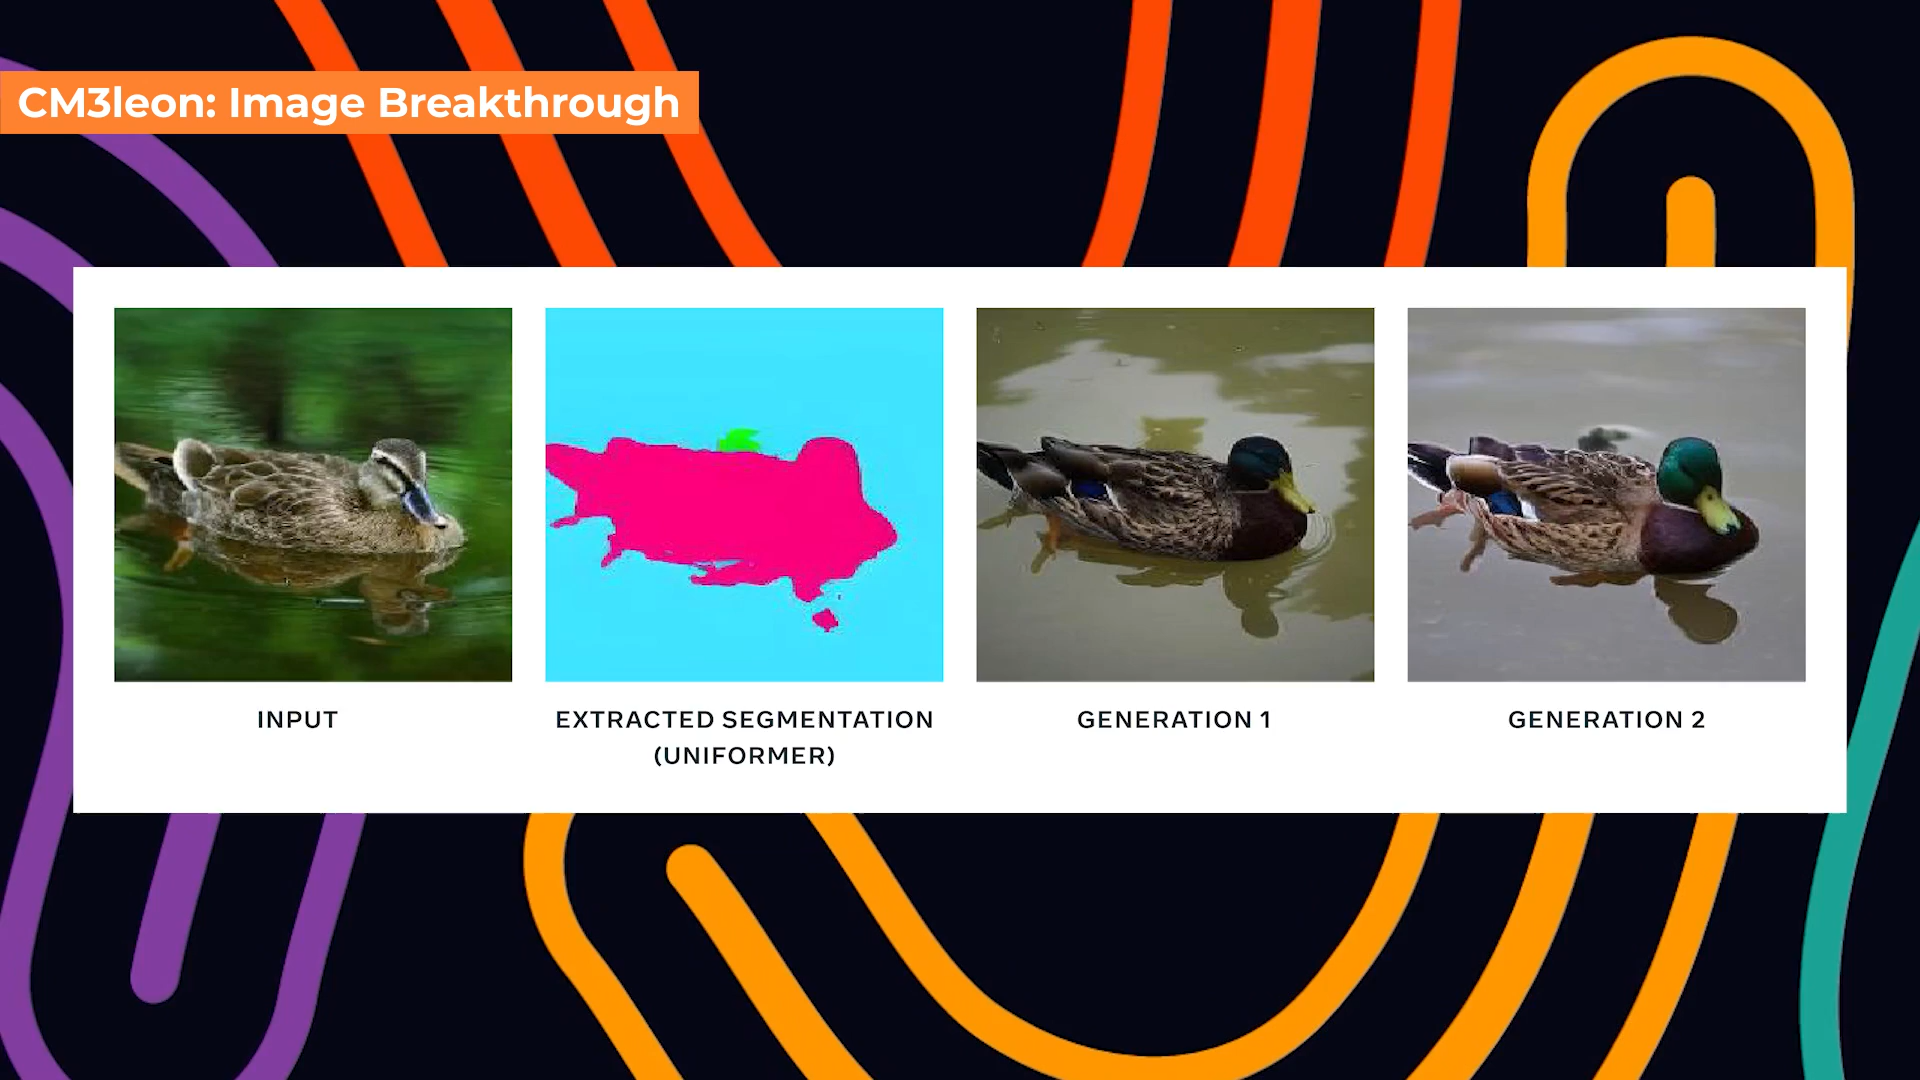 CM3leon: Image Breakthrough
INPUT
EXTRACTED SEGMENTATION
(UNIFORMER)
GENERATION 1
GENERATION 2